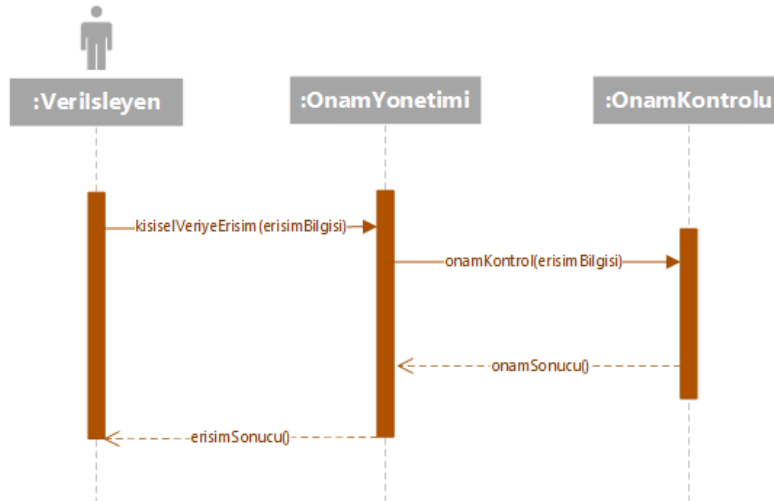 :VeriIsleyen
:OnamYonetimi
:OnamKontrolu
kisiselVeriyeErisim(erisimBilgisi)
onamKontrol(erisimBilgisi)
onamSonucu()
erisimSonucu()